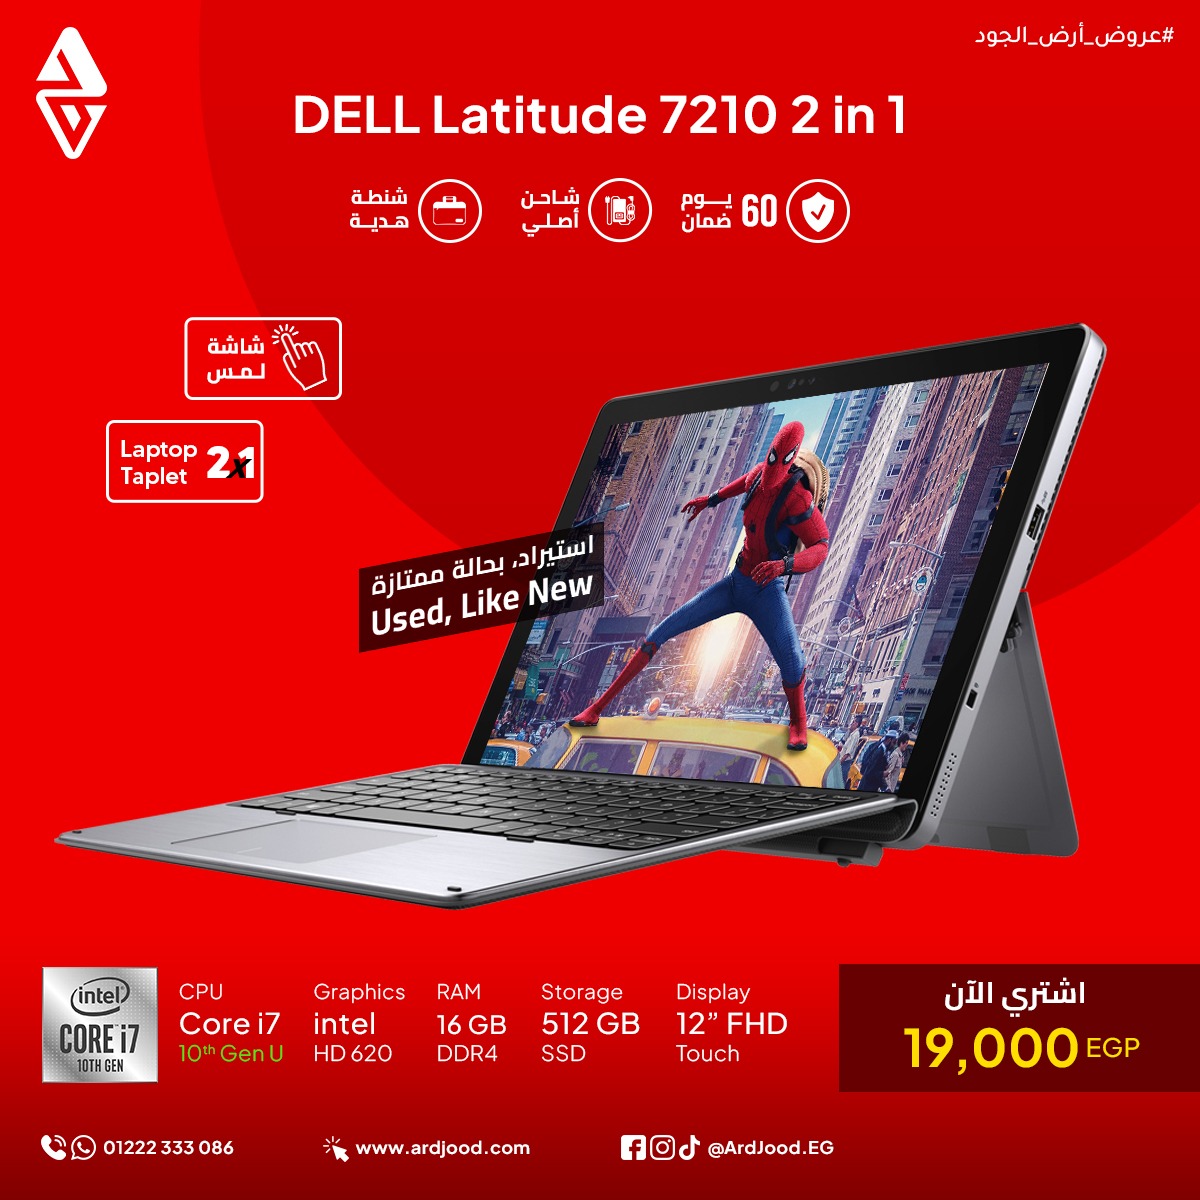 #عروض_أرض_الجود
DELL Latitude 7210 2 in 1
60 يـــوم
ضمان
شاحن
أصلي
شنطة
هدية
شاشة
لـمـس
Laptop
Taplet
2x1
استيراد، بحالة ممتازة
Used, Like New
intel
CORE i7
10TH GEN
CPU
Core i7
10th Gen U
Graphics
intel
HD 620
RAM
16 GB
DDR4
Storage
512 GB
SSD
Display
12” FHD
Touch
اشتري الآن
19,000 EGP
01222 333 086
www.ardjood.com
@ArdJood.EG